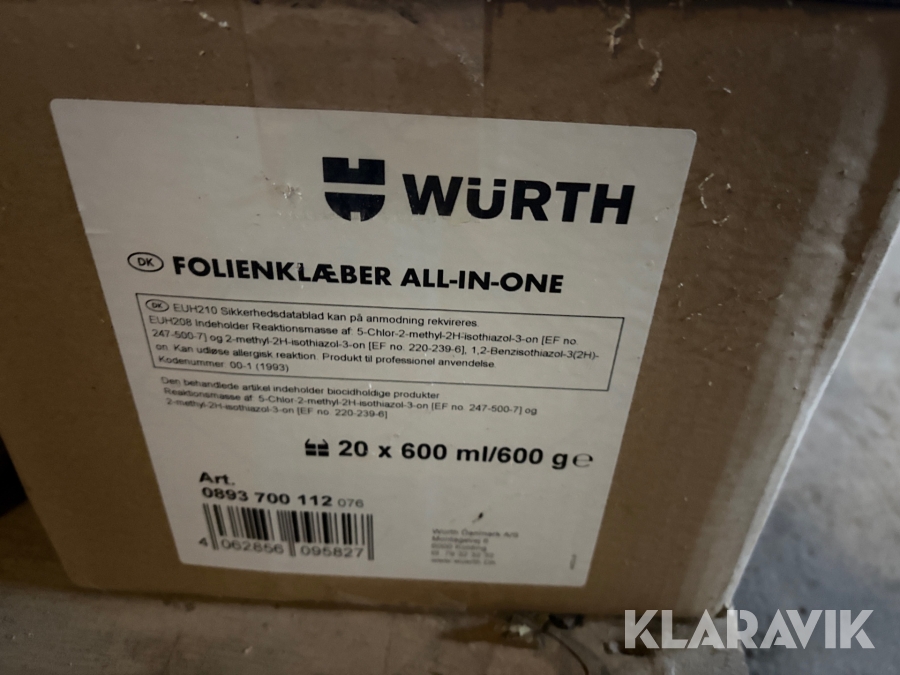 WÜRTH
DK FOLIENKLÆBER ALL-IN-ONE
DK EUH210 Sikkerhedsdatablad kan på anmodning rekvireres.
EUH208 Indeholder Reaktionsmasse af: 5-Chlor-2-methyl-2H-isothiazol-3-on [EF no.
247-500-7] og 2-methyl-2H-isothiazol-3-on [EF no. 220-239-6], 1,2-Benzisothiazol-3(2H)-
on. Kan udløse allergisk reaktion. Produkt til professionel anvendelse.
Kodenummer: 00-1 (1993)
Den behandlede artikel indeholder biocidholdige produkter
Reaktionsmasse af: 5-Chlor-2-methyl-2H-isothiazol-3-on [EF no. 247-500-7] og
2-methyl-2H-isothiazol-3-on [EF no. 220-239-6]
20 x 600 ml/600 g e
Art.
0893 700 112 076
4 062856 095827
Würth Danmark A/S
Montagevej 6
6000 Kolding
KLARAVIK